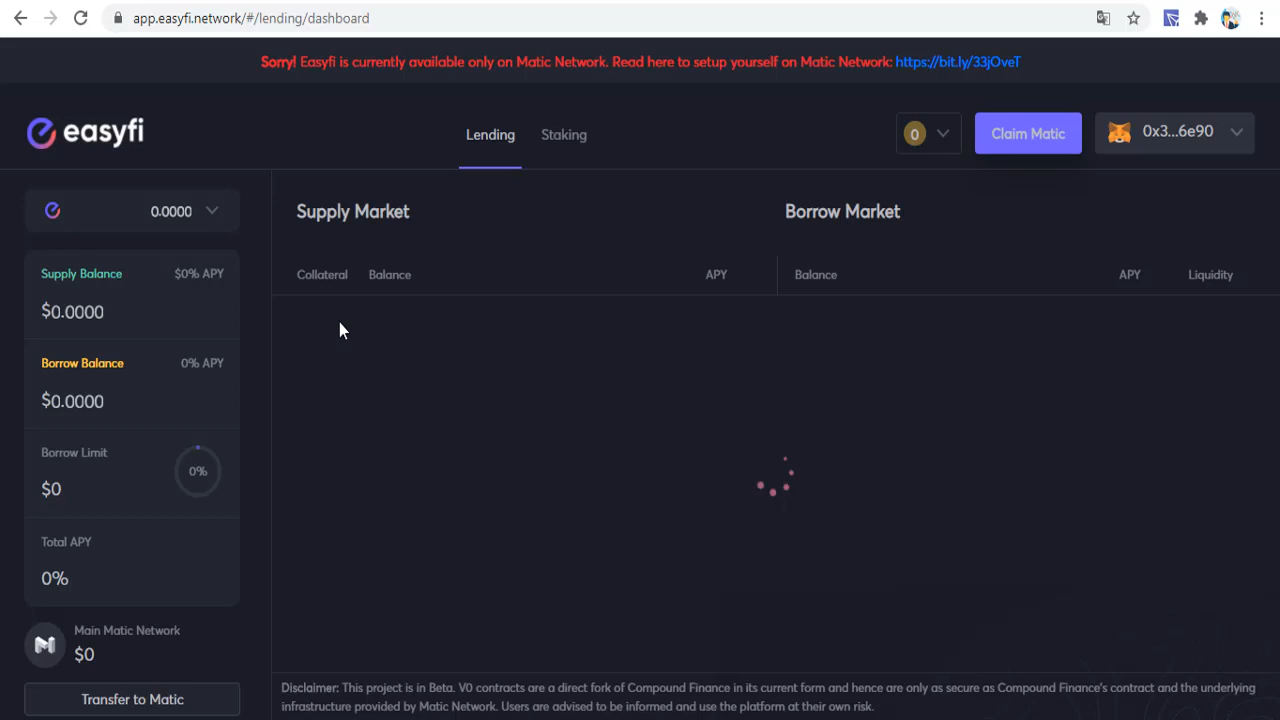 app.easyfi.network/#/lending/dashboard
Sorry! Easyfi is currently available only on Matic Network. Read here to setup yourself on Matic Network: https://bit.ly/33jOveT
easyfi
Lending
Staking
0
Claim Matic
0x3...6e90
0.0000
Supply Balance
$0% APY
$0.0000
Borrow Balance
0% APY
$0.0000
Borrow Limit
$0
0%
Total APY
0%
Main Matic Network
$0
Transfer to Matic
Supply Market
Borrow Market
Collateral
Balance
APY
Balance
APY
Liquidity
Disclaimer: This project is in Beta. V0 contracts are a direct fork of Compound Finance in its current form and hence are only as secure as Compound Finance's contract and the underlying
infrastructure provided by Matic Network. Users are advised to be informed and use the platform at their own risk.